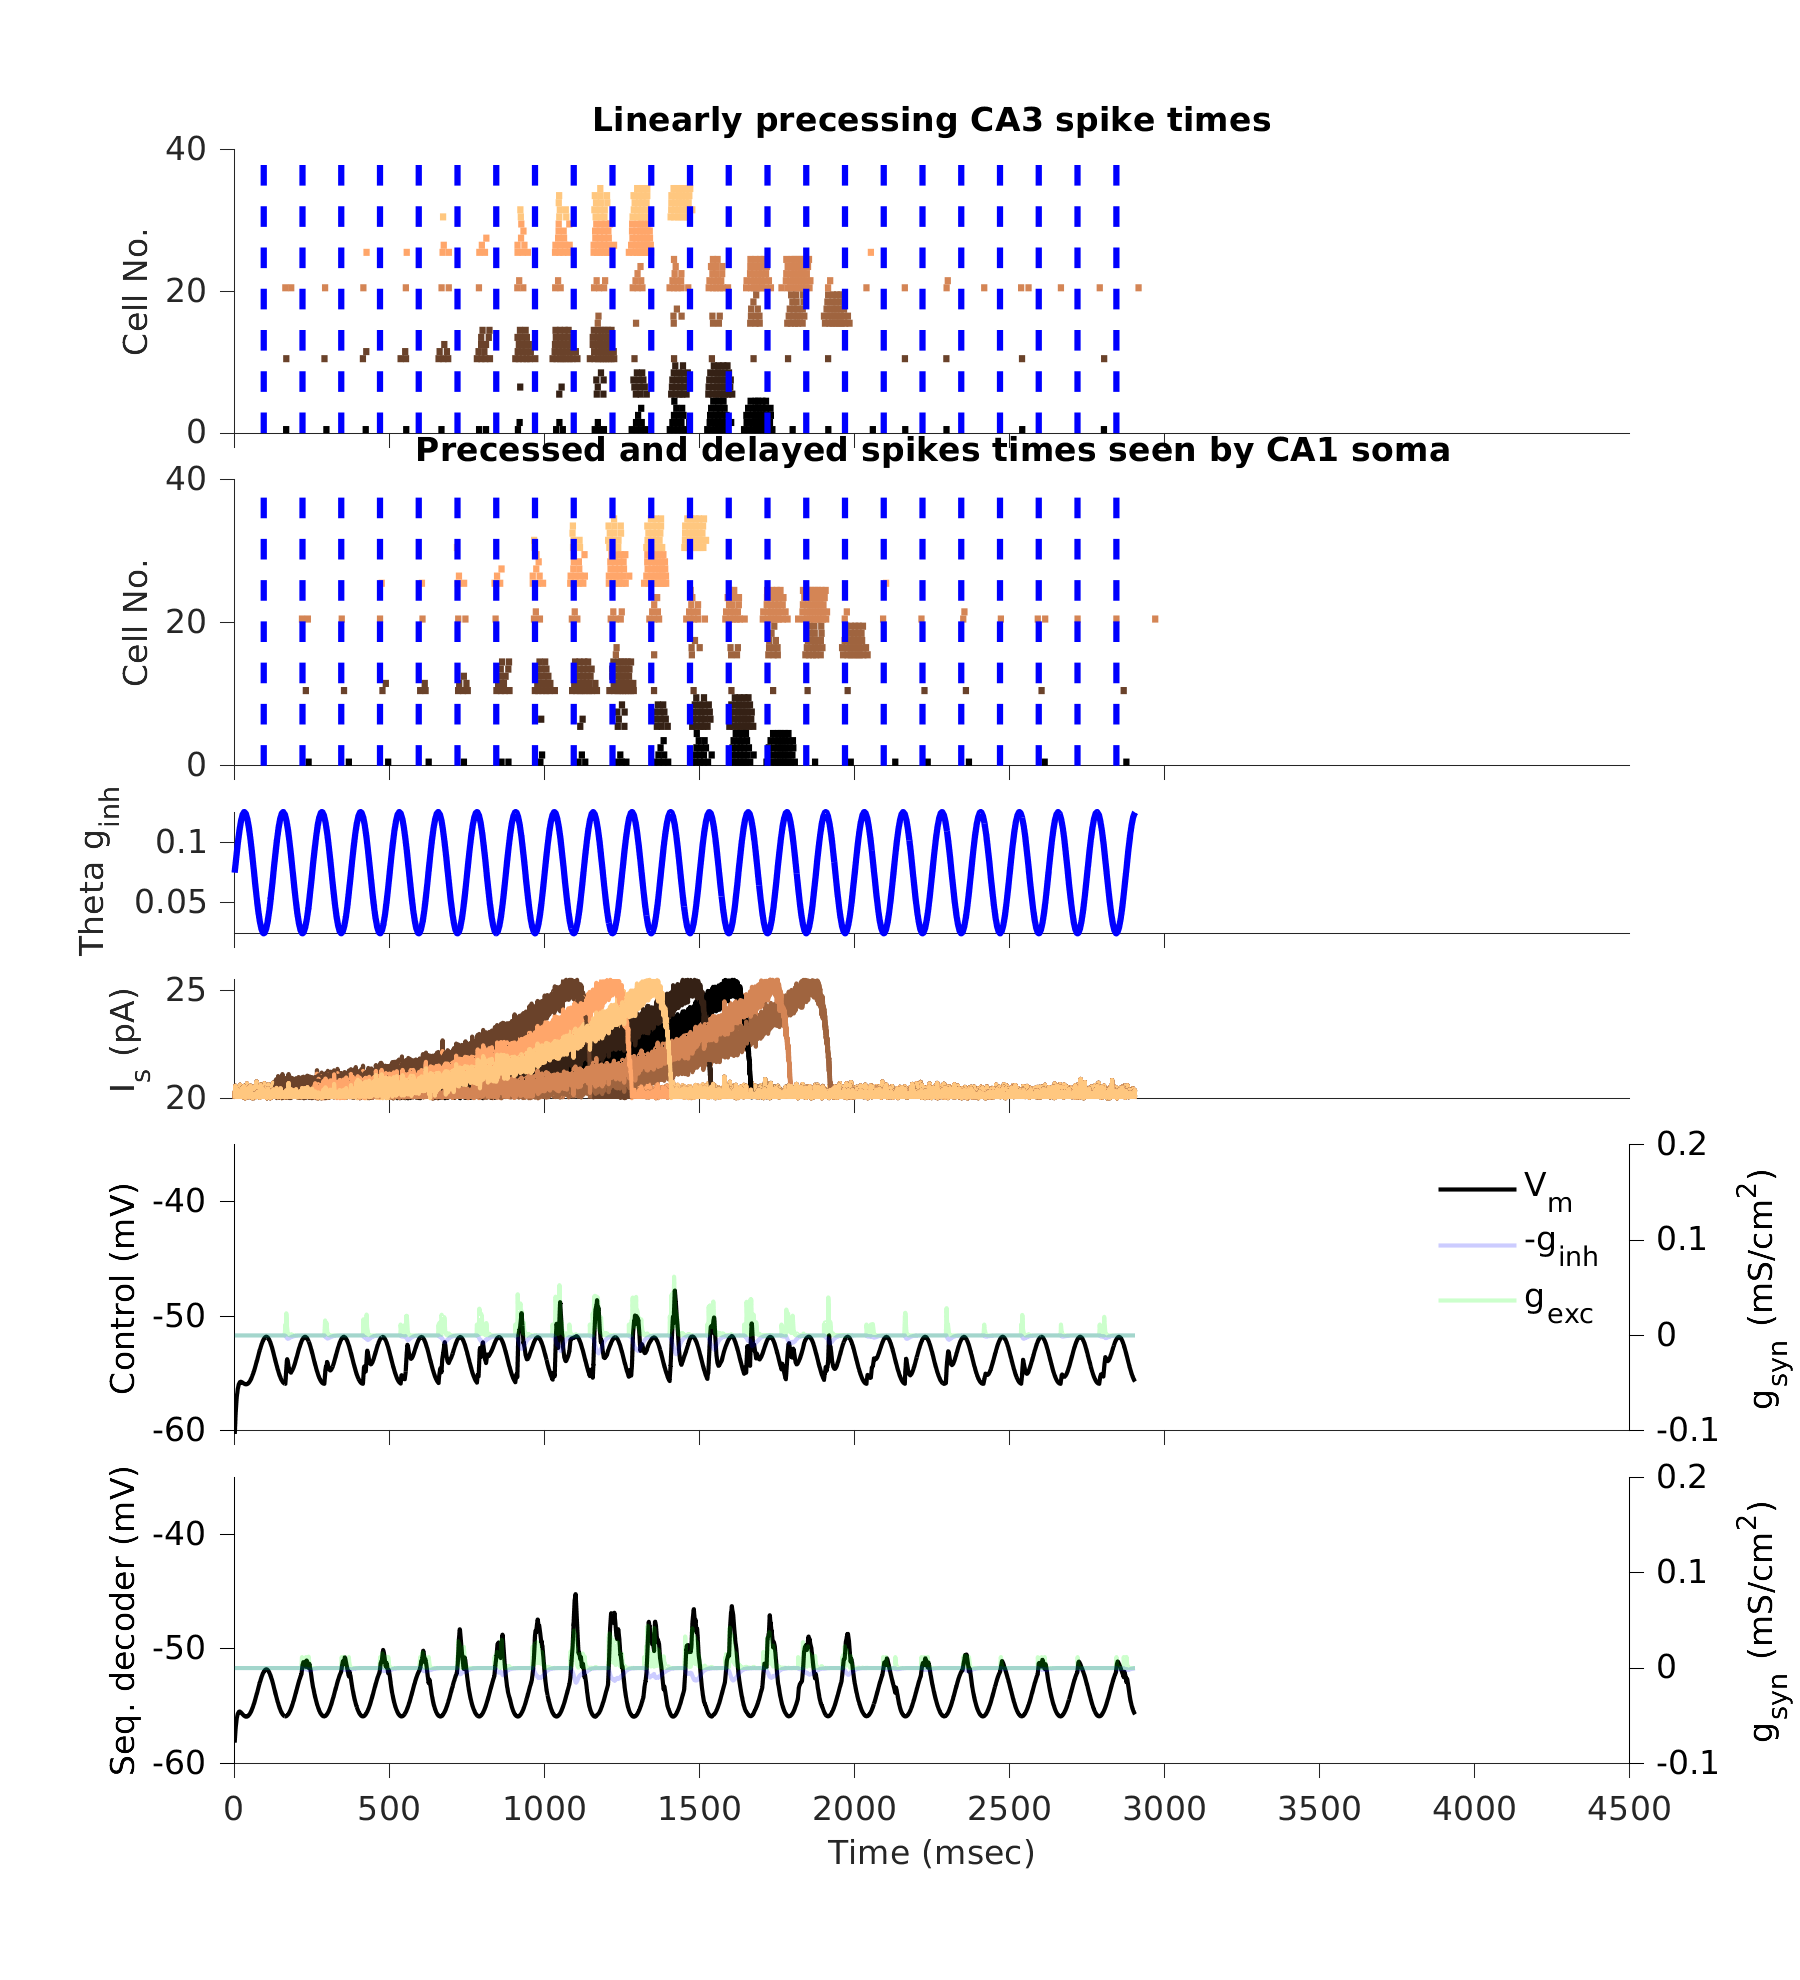 Linearly precessing CA3 spike times
40
20
0
Cell No.
Precessed and delayed spikes times seen by CA1 soma
40
20
0
Cell No.
0.1
0.05
Theta g_inh
25
20
I_s (pA)
-40
-50
-60
Control (mV)
V_m
-g_inh
g_exc
0.2
0.1
0
-0.1
g_syn (mS/cm^2)
-40
-50
-60
Seq. decoder (mV)
0.2
0.1
0
-0.1
g_syn (mS/cm^2)
0 500 1000 1500 2000 2500 3000 3500 4000 4500
Time (msec)